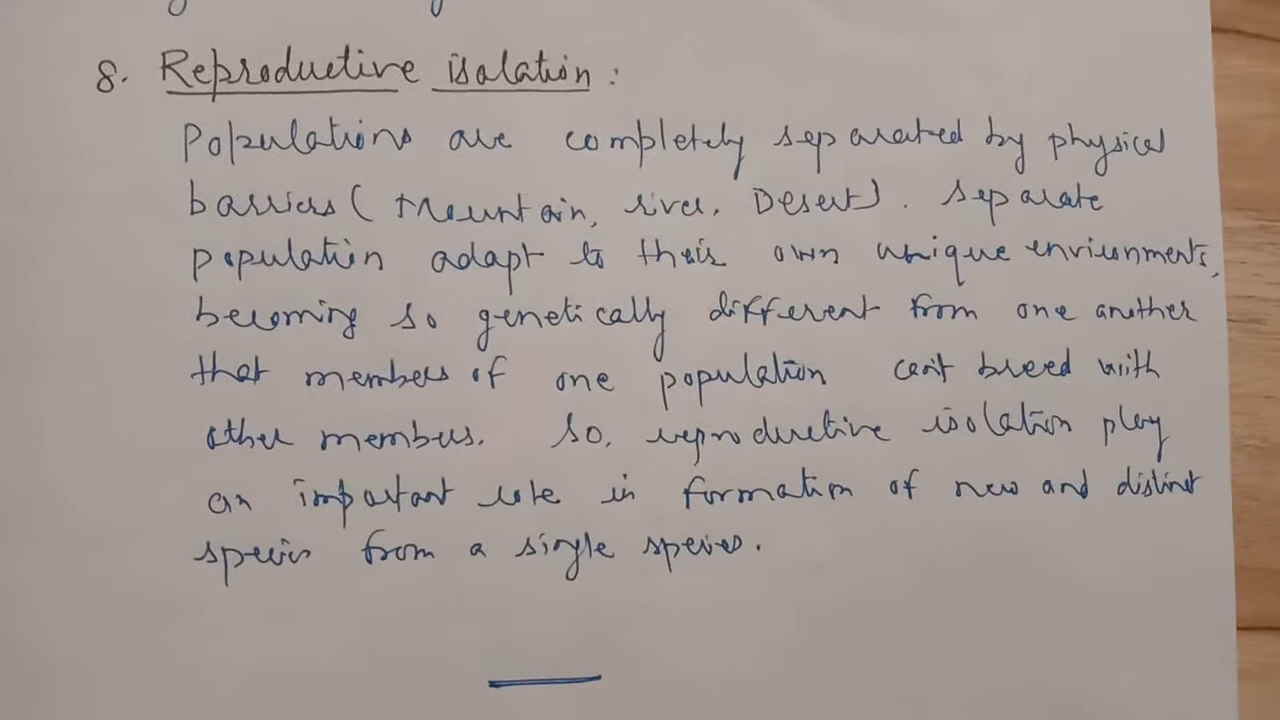 8. Reproductive isolation :
Populations are completely separated by physical
barriers ( Mountain, river, Desert) . Separate
population adapt to their own unique environments,
becoming so genetically different from one another
that members of one population can't breed with
other members. So, reproductive isolation play
an important role in formation of new and distinct
species from a single species.